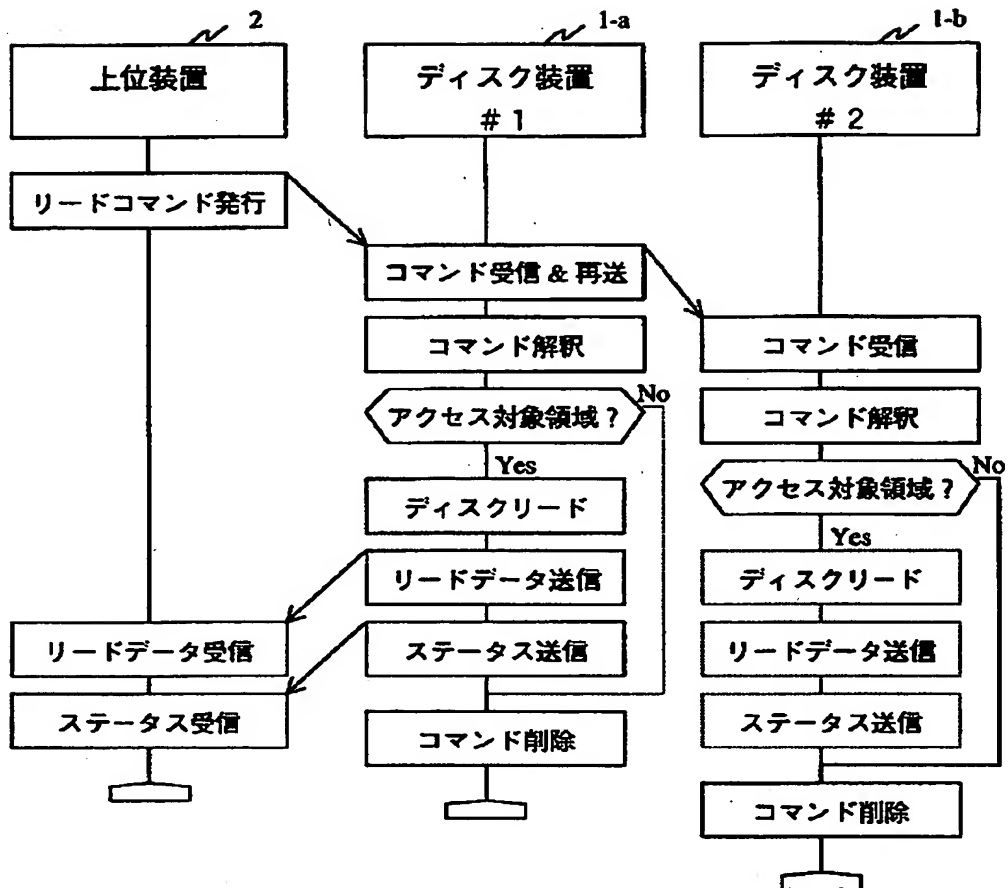 2
上位装置
リードコマンド発行
リードデータ受信
ステータス受信
1-a
ディスク装置
#1
コマンド受信 & 再送
コマンド解釈
アクセス対象領域?
No
Yes
ディスクリード
リードデータ送信
ステータス送信
コマンド削除
1-b
ディスク装置
#2
コマンド受信
コマンド解釈
アクセス対象領域?
No
Yes
ディスクリード
リードデータ送信
ステータス送信
コマンド削除